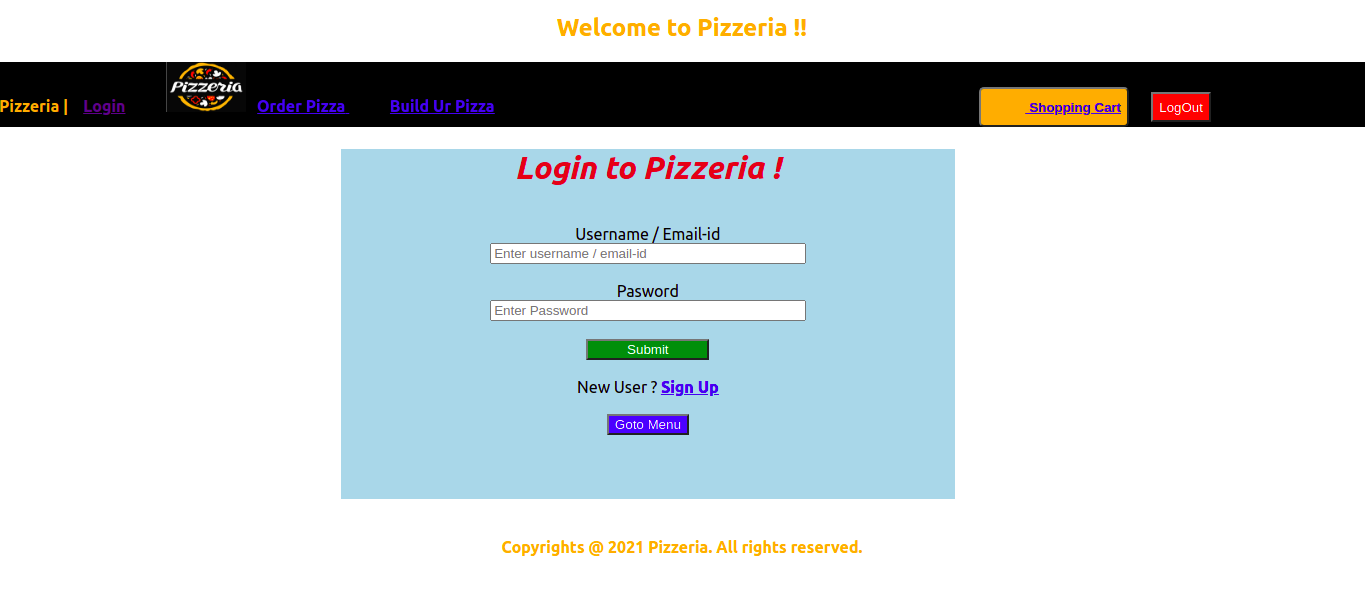 Welcome to Pizzeria !!
Pizzeria | Login Pizzeria Order Pizza Build Ur Pizza Shopping Cart LogOut
Login to Pizzeria !
Username / Email-id
Enter username / email-id
Pasword
Enter Password
Submit
New User ? Sign Up
Goto Menu
Copyrights @ 2021 Pizzeria. All rights reserved.